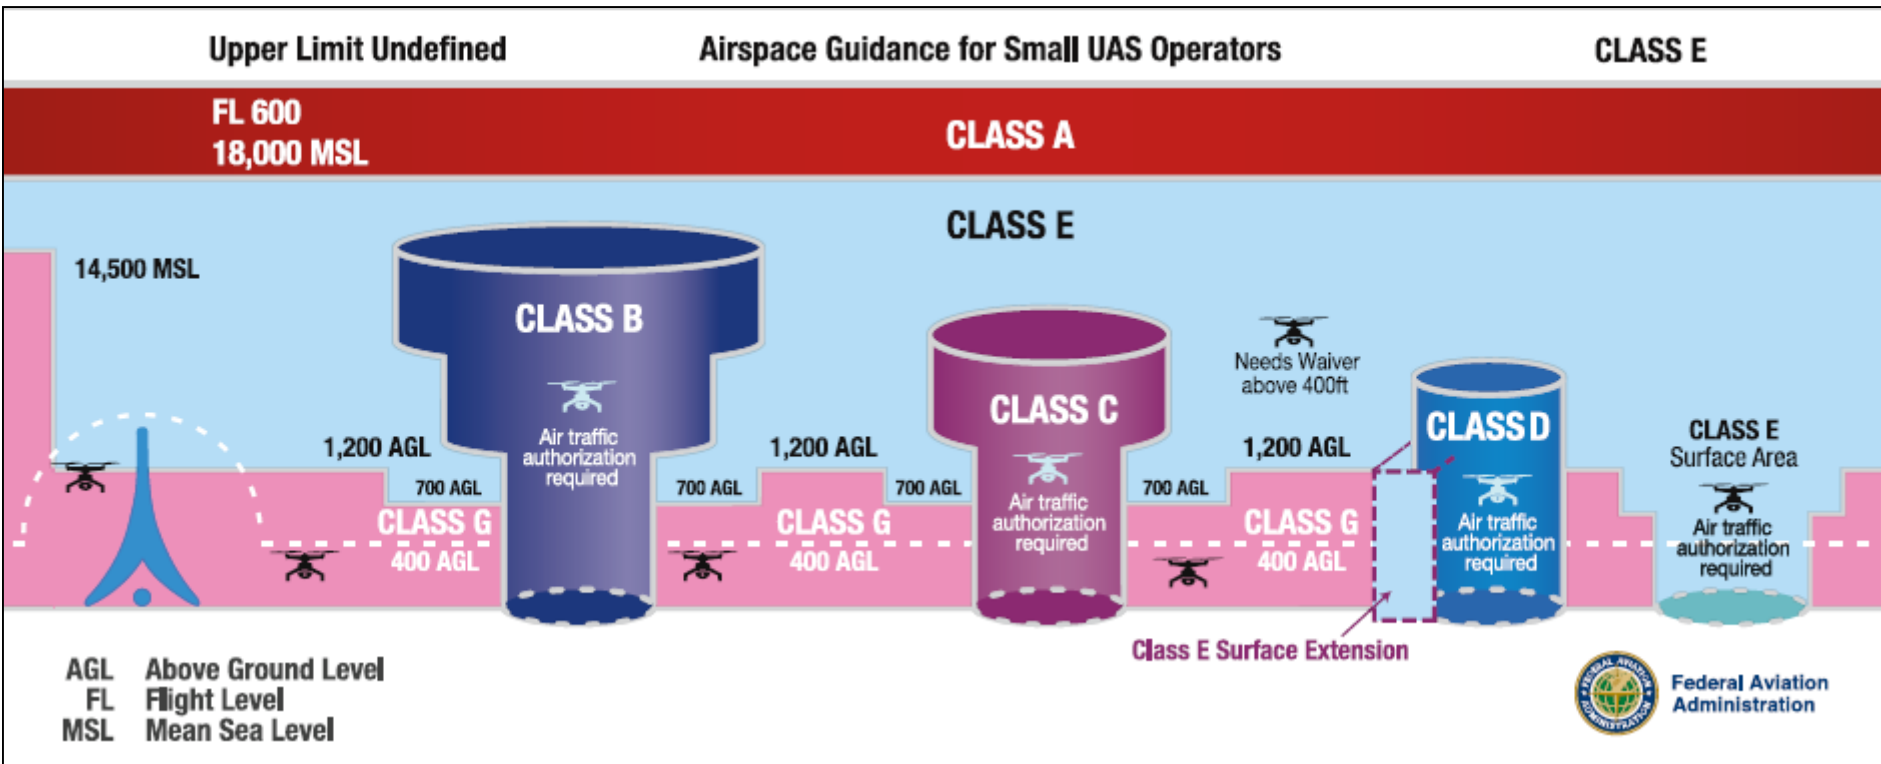 Upper Limit Undefined
Airspace Guidance for Small UAS Operators
CLASS E
FL 600
18,000 MSL
CLASS A
CLASS E
14,500 MSL
CLASS B
Air traffic
authorization
required
Needs Waiver
above 400ft
CLASS C
Air traffic
authorization
required
CLASS D
Air traffic
authorization
required
CLASS E
Surface Area
Air traffic
authorization
required
1,200 AGL
1,200 AGL
1,200 AGL
700 AGL
700 AGL
700 AGL
700 AGL
CLASS G
400 AGL
CLASS G
400 AGL
CLASS G
400 AGL
Class E Surface Extension
AGL Above Ground Level
FL Flight Level
MSL Mean Sea Level
FEDERAL AVIATION
ADMINISTRATION
Federal Aviation
Administration